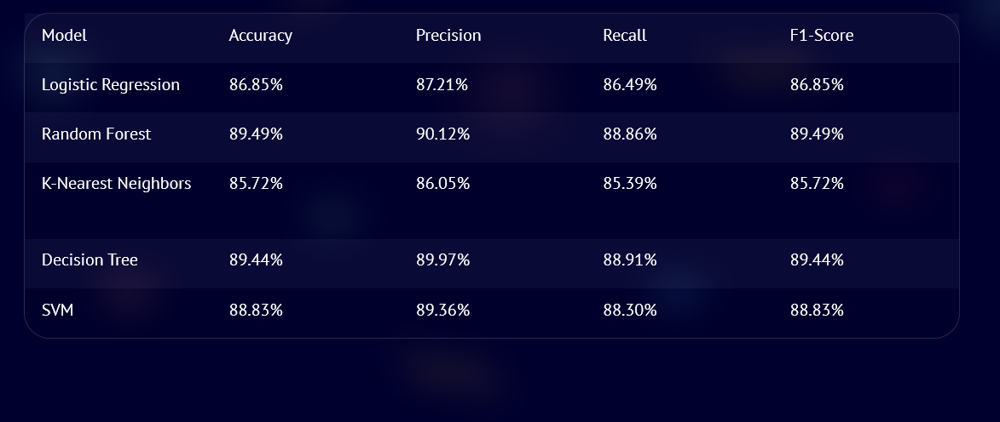 Model Accuracy Precision Recall F1-Score
Logistic Regression 86.85% 87.21% 86.49% 86.85%
Random Forest 89.49% 90.12% 88.86% 89.49%
K-Nearest Neighbors 85.72% 86.05% 85.39% 85.72%
Decision Tree 89.44% 89.97% 88.91% 89.44%
SVM 88.83% 89.36% 88.30% 88.83%